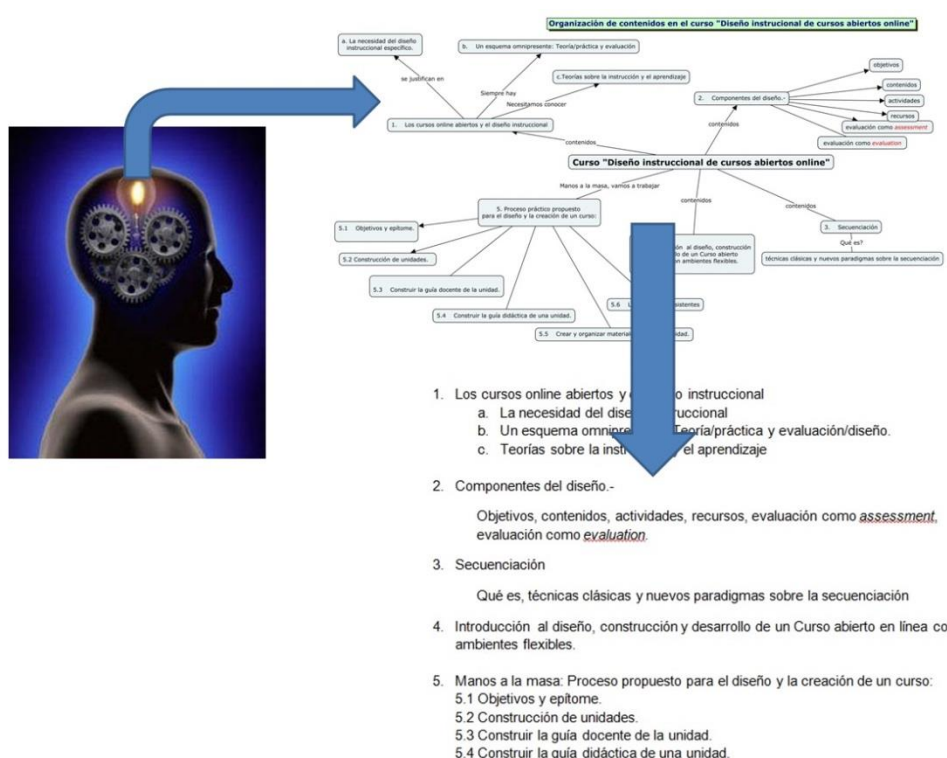 Organización de contenidos en el curso "Diseño instrucional de cursos abiertos online"
a. La necesidad del diseño
instruccional específico.
b. Un esquema omnipresente: Teoría/práctica y evaluación
c.Teorías sobre la instrucción y el aprendizaje
se justifican en
Siempre hay
Necesitamos conocer
1. Los cursos online abiertos y el diseño instruccional
contenidos
objetivos
contenidos
actividades
recursos
evaluación como assessment
evaluación como evaluation
2. Componentes del diseño.-
contenidos
Curso "Diseño instruccional de cursos abiertos online"
Manos a la masa, vamos a trabajar
contenidos
contenidos
5. Proceso práctico propuesto
para el diseño y la creación de un curso:
5.1 Objetivos y epítome.
5.2 Construcción de unidades.
5.3 Construir la guía docente de la unidad.
5.4 Construir la guía didáctica de una unidad.
5.5 Crear y organizar
5.6
al diseño, construcción
de un Curso abierto
ambientes flexibles.
3. Secuenciación
Qué es?
técnicas clásicas y nuevos paradigmas sobre la secuenciación
1. Los cursos online abiertos y instruccional
a. La necesidad del
b. Un esquema Teoría/práctica y evaluación/diseño.
c. Teorías sobre la y el aprendizaje
2. Componentes del diseño.-
Objetivos, contenidos, actividades, recursos, evaluación como assessment,
evaluación como evaluation.
3. Secuenciación
Qué es, técnicas clásicas y nuevos paradigmas sobre la secuenciación
4. Introducción al diseño, construcción y desarrollo de un Curso abierto en línea co
ambientes flexibles.
5. Manos a la masa: Proceso propuesto para el diseño y la creación de un curso:
5.1 Objetivos y epítome.
5.2 Construcción de unidades.
5.3 Construir la guía docente de la unidad.
5.4 Construir la guía didáctica de una unidad.